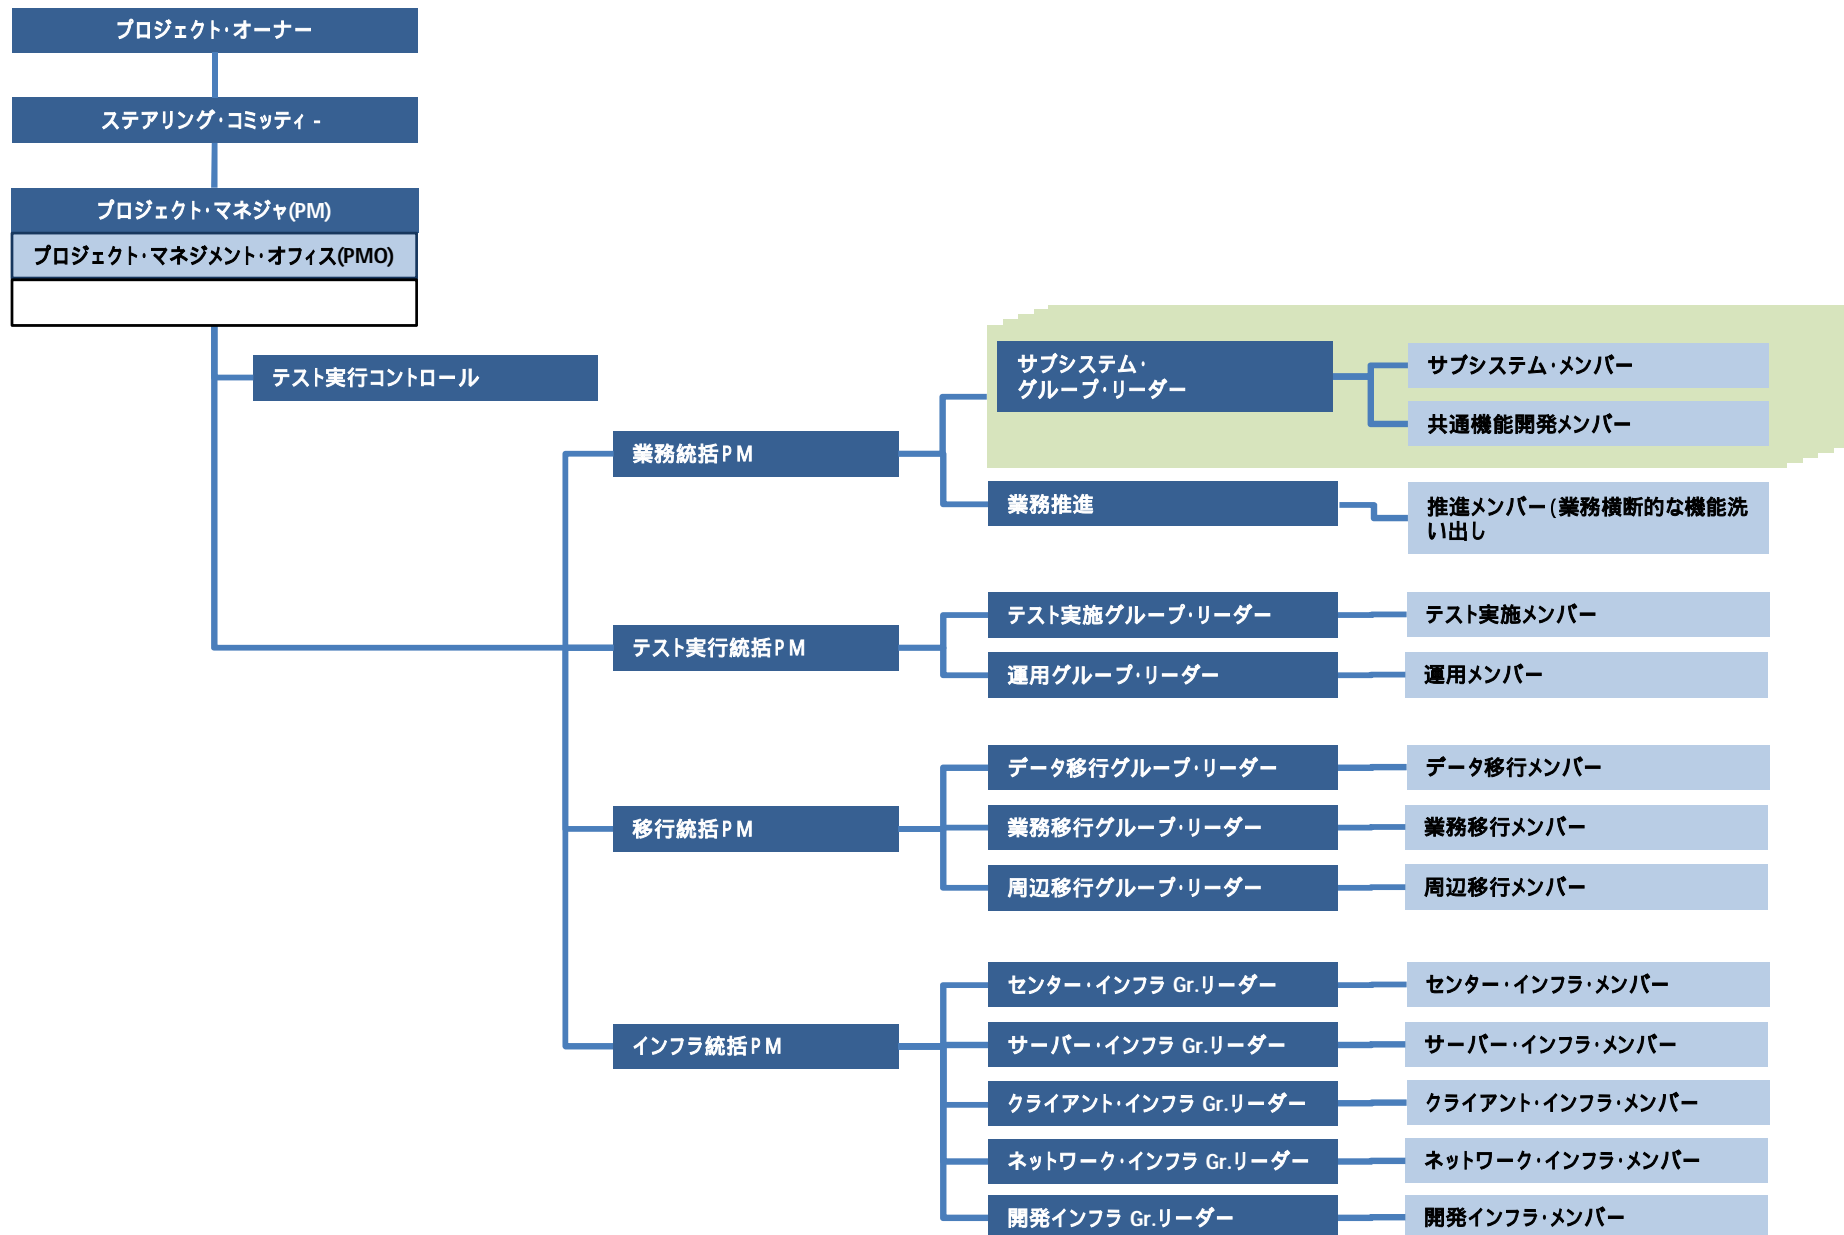 プロジェクト・オーナー
ステアリング・コミッティ -
プロジェクト・マネジャ(PM)
プロジェクト・マネジメント・オフィス(PMO)
テスト実行コントロール
業務統括PM
サブシステム・
グループ・リーダー
サブシステム・メンバー
共通機能開発メンバー
業務推進
推進メンバー(業務横断的な機能洗
い出し
テスト実行統括PM
テスト実施グループ・リーダー
テスト実施メンバー
運用グループ・リーダー
運用メンバー
移行統括PM
データ移行グループ・リーダー
データ移行メンバー
業務移行グループ・リーダー
業務移行メンバー
周辺移行グループ・リーダー
周辺移行メンバー
インフラ統括PM
センター・インフラ Gr.リーダー
センター・インフラ・メンバー
サーバー・インフラ Gr.リーダー
サーバー・インフラ・メンバー
クライアント・インフラ Gr.リーダー
クライアント・インフラ・メンバー
ネットワーク・インフラ Gr.リーダー
ネットワーク・インフラ・メンバー
開発インフラ Gr.リーダー
開発インフラ・メンバー